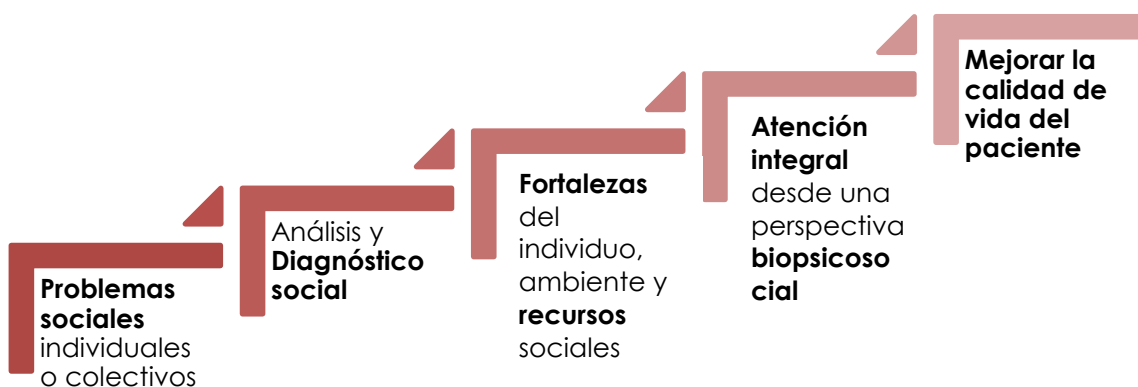 Problemas
sociales
individuales
o colectivos
Análisis y
Diagnóstico
social
Fortalezas
del
individuo,
ambiente y
recursos
sociales
Atención
integral
desde una
perspectiva
biopsicoso
cial
Mejorar la
calidad de
vida del
paciente